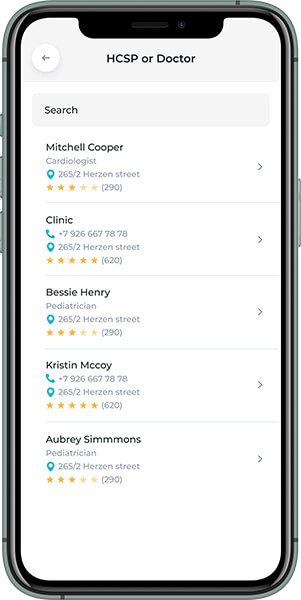 HCSP or Doctor
Search
Mitchell Cooper
Cardiologist
265/2 Herzen street
(290)
Clinic
+7 926 667 78 78
265/2 Herzen street
(620)
Bessie Henry
Pediatrician
265/2 Herzen street
(290)
Kristin Mccoy
+7 926 667 78 78
265/2 Herzen street
(620)
Aubrey Simmmons
Pediatrician
265/2 Herzen street
(290)